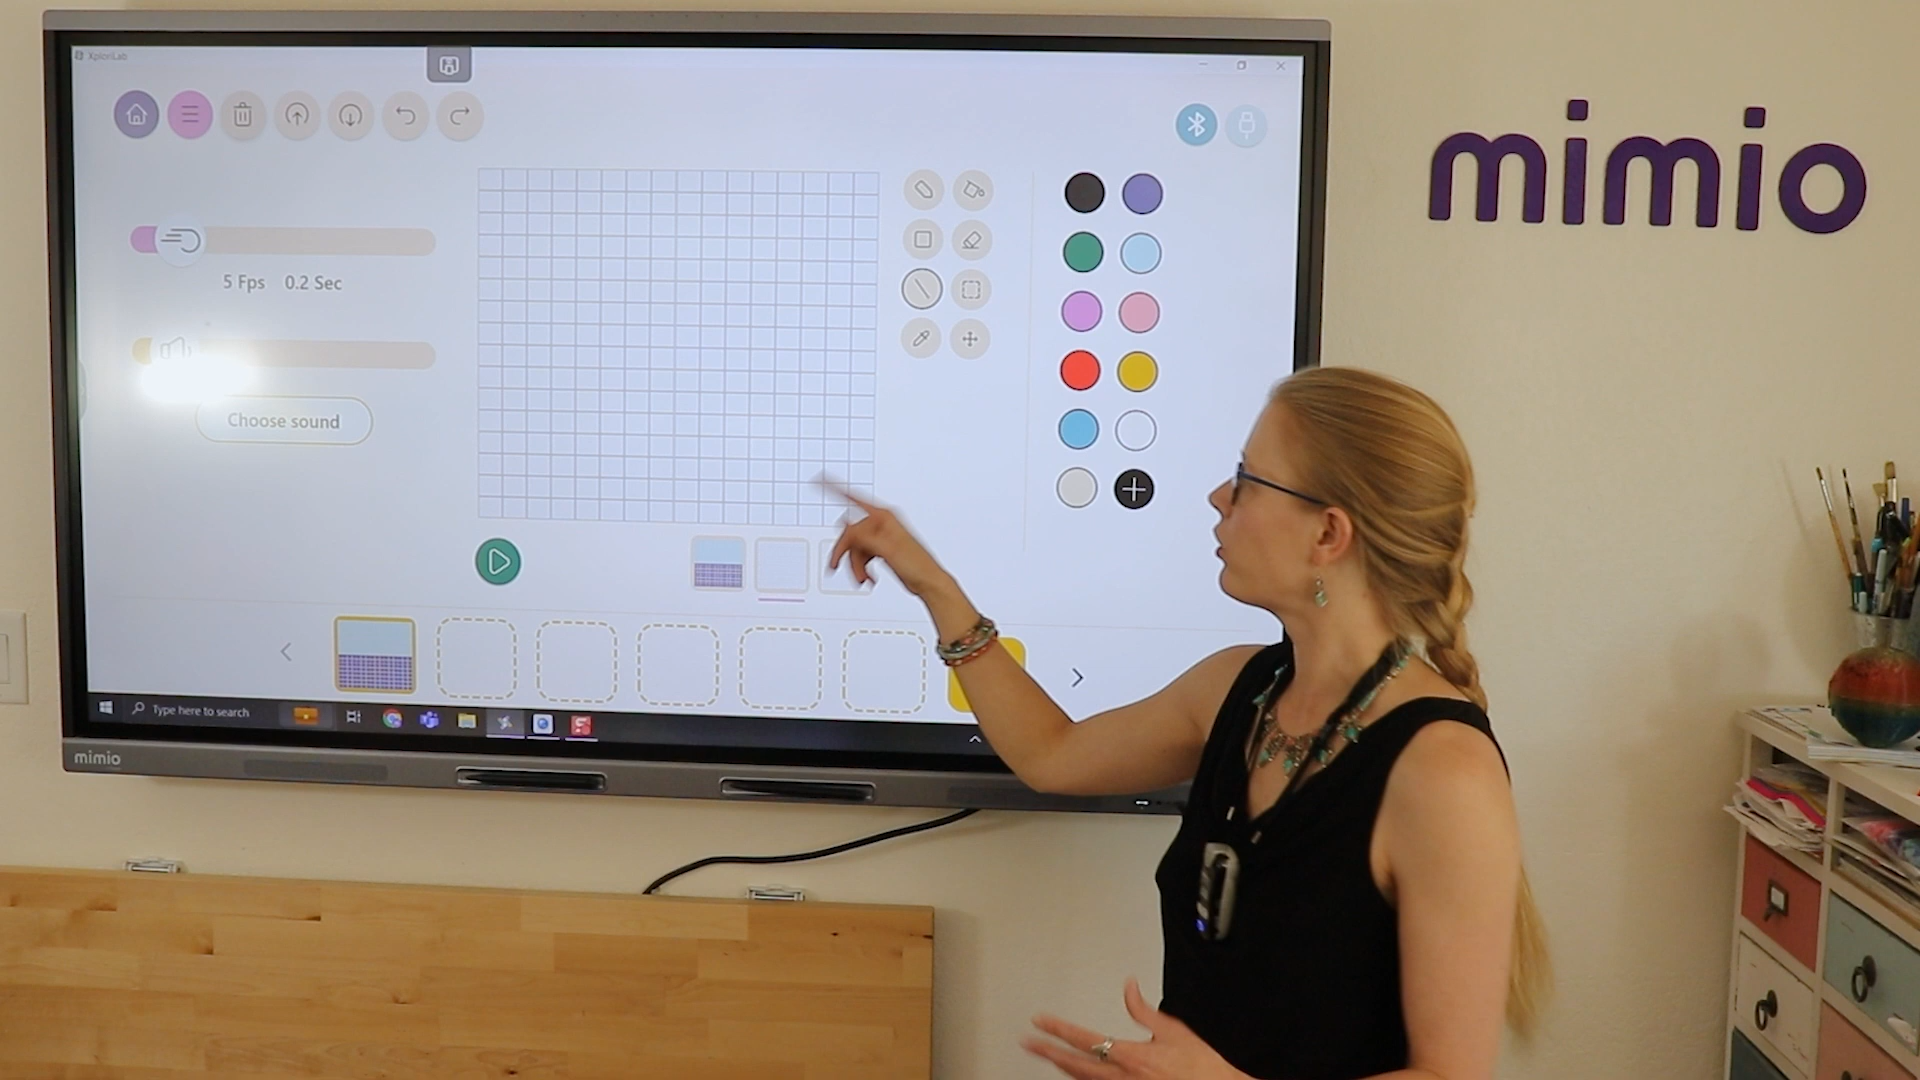 XploriLab
mimio
5 Fps 0.2 Sec
Choose sound
Type here to search
mimio